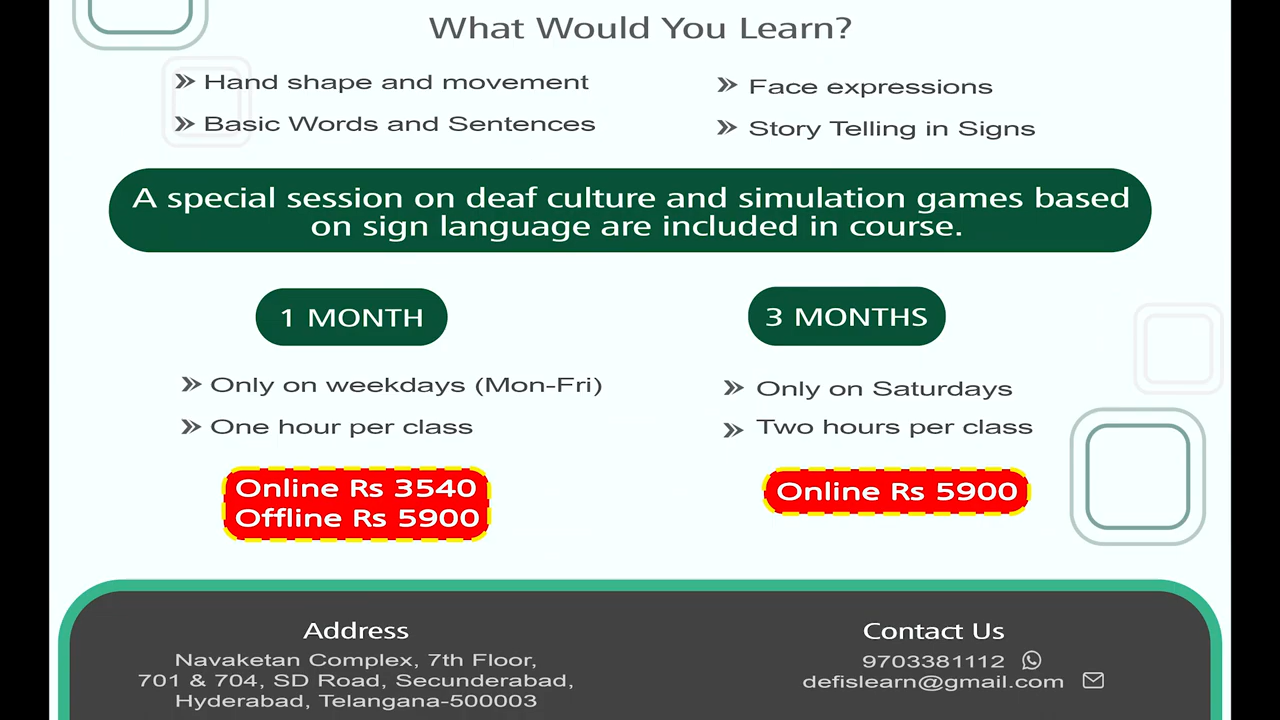 What Would You Learn?
Hand shape and movement
Basic Words and Sentences
Face expressions
Story Telling in Signs
A special session on deaf culture and simulation games based
on sign language are included in course.
1 MONTH
Only on weekdays (Mon-Fri)
One hour per class
Online Rs 3540
Offline Rs 5900
3 MONTHS
Only on Saturdays
Two hours per class
Online Rs 5900
Address
Navaketan Complex, 7th Floor,
701 & 704, SD Road, Secunderabad,
Hyderabad, Telangana-500003
Contact Us
9703381112
defislearn@gmail.com